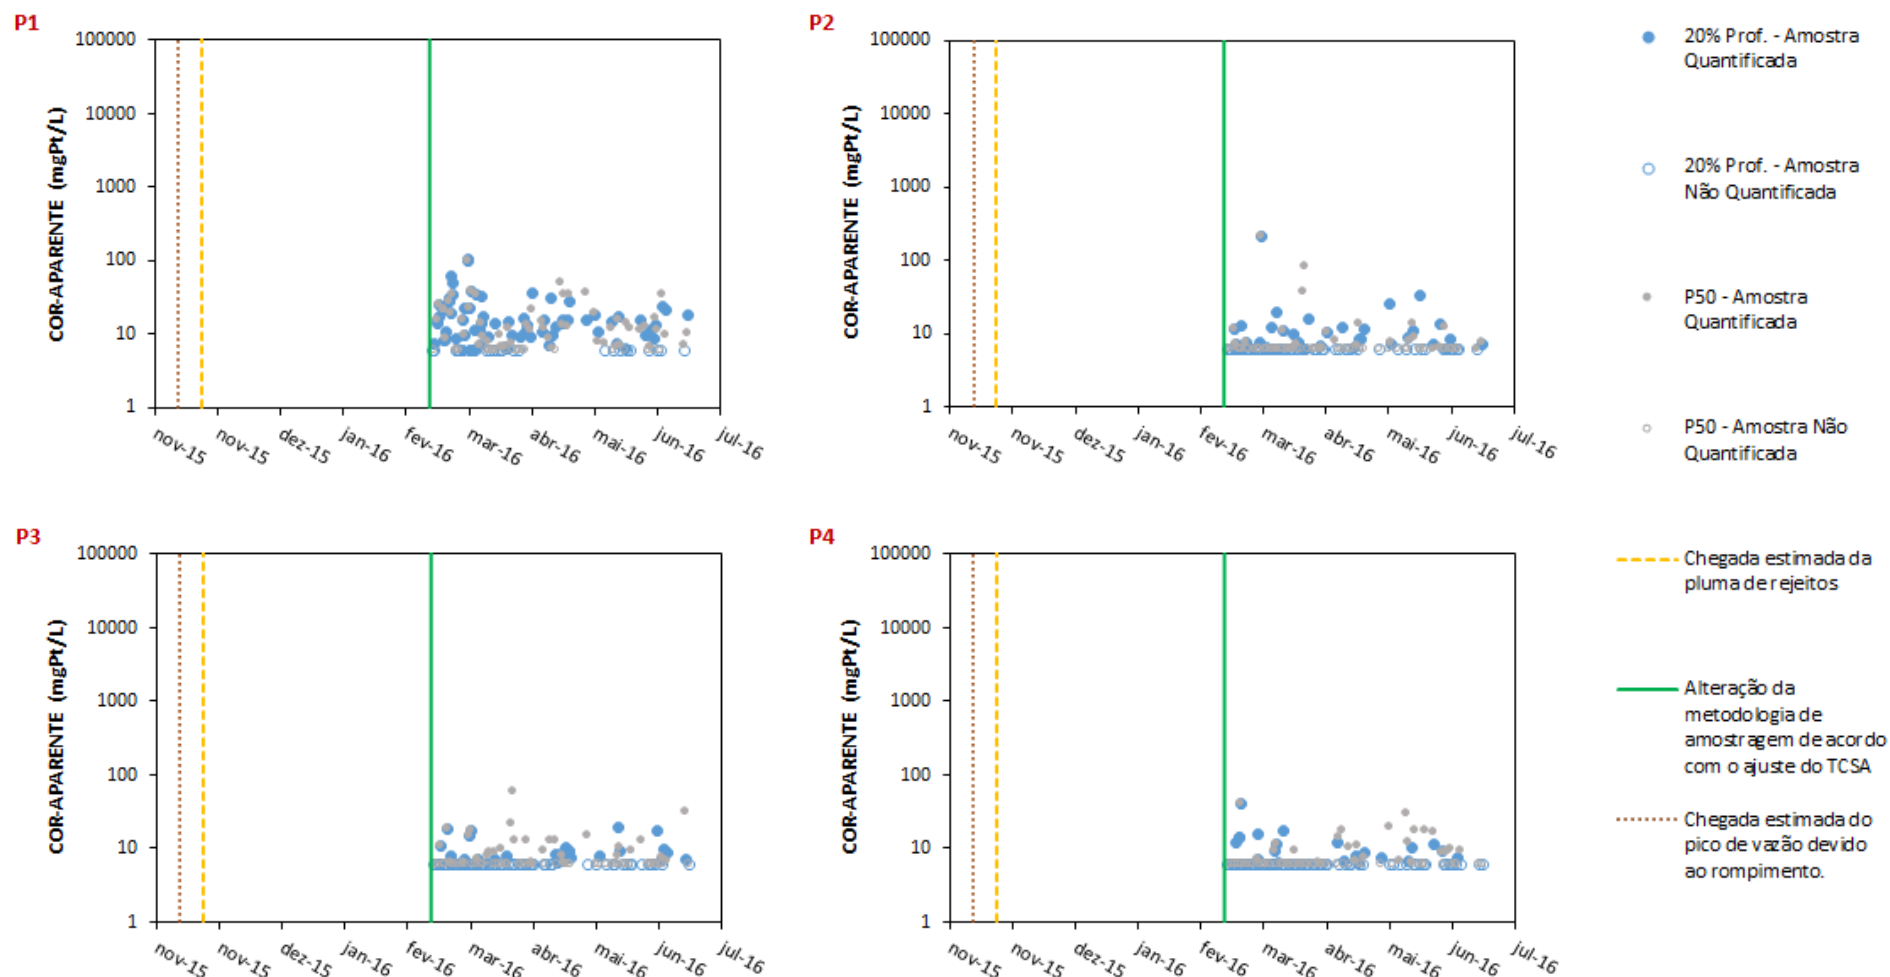 P1
COR-APARENTE (mgPt/L)
100000
10000
1000
100
10
1
nov-15
nov-15
dez-15
jan-16
fev-16
mar-16
abr-16
mai-16
jun-16
jul-16
P2
COR-APARENTE (mgPt/L)
100000
10000
1000
100
10
1
nov-15
nov-15
dez-15
jan-16
fev-16
mar-16
abr-16
mai-16
jun-16
jul-16
20% Prof. - Amostra
Quantificada
20% Prof. - Amostra
Não Quantificada
P50 - Amostra
Quantificada
P50 - Amostra Não
Quantificada
P3
COR-APARENTE (mgPt/L)
100000
10000
1000
100
10
1
nov-15
nov-15
dez-15
jan-16
fev-16
mar-16
abr-16
mai-16
jun-16
jul-16
P4
COR-APARENTE (mgPt/L)
100000
10000
1000
100
10
1
nov-15
nov-15
dez-15
jan-16
fev-16
mar-16
abr-16
mai-16
jun-16
jul-16
Chegada estimada da
pluma de rejeitos
Alteração da
metodologia de
amostragem de acordo
com o ajuste do TCSA
Chegada estimada do
pico de vazão devido
ao rompimento.